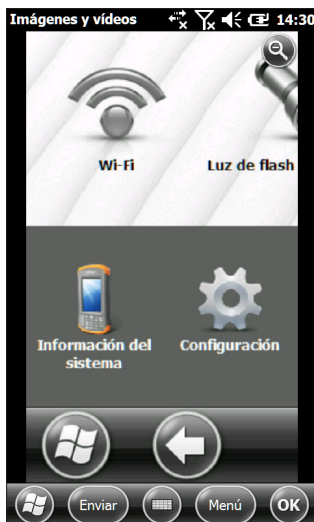 Imágenes y vídeos 14:30
Wi-Fi Luz de flash
Información del
sistema
Configuración
Enviar Menú OK